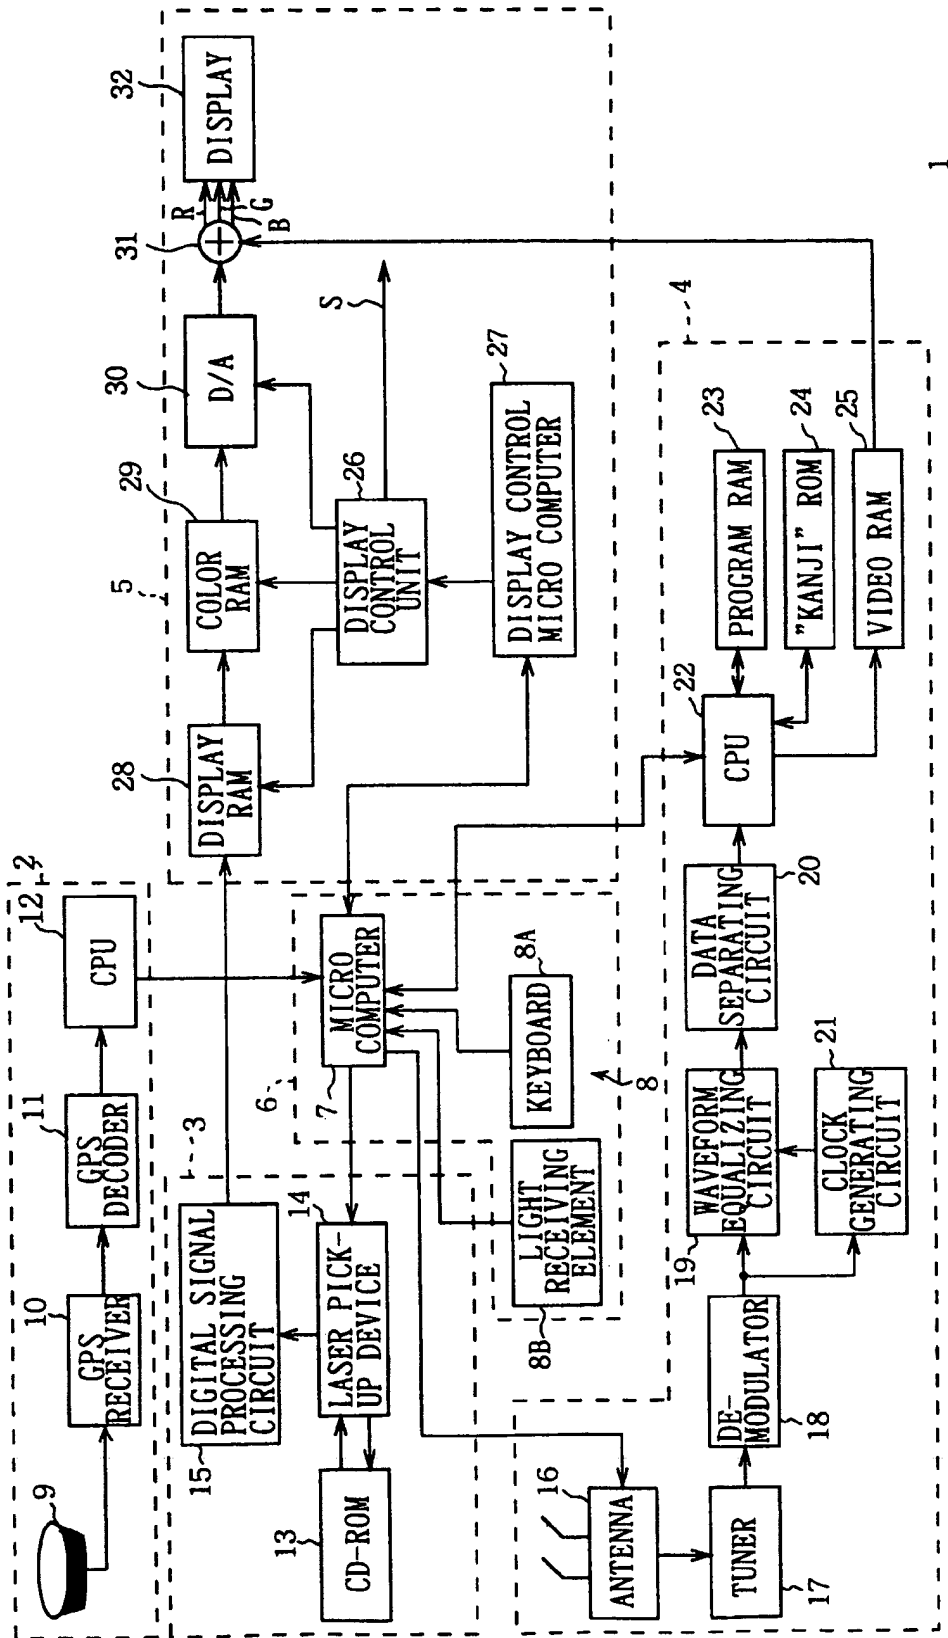 9
10
GPS
RECEIVER
11
GPS
DECODER
12
CPU
2
15
DIGITAL SIGNAL
PROCESSING
CIRCUIT
3
13
CD-ROM
14
LASER PICK-
UP DEVICE
6
7
MICRO
COMPUTER
8B
LIGHT
RECEIVING
ELEMENT
8A
KEYBOARD
8
5
28
DISPLAY
RAM
29
COLOR
RAM
30
D/A
31
R
G
B
32
DISPLAY
26
DISPLAY
CONTROL
UNIT
S
27
DISPLAY CONTROL
MICRO COMPUTER
16
ANTENNA
17
TUNER
18
DE-
MODULATOR
19
WAVEFORM
EQUALIZING
CIRCUIT
21
CLOCK
GENERATING
CIRCUIT
20
DATA
SEPARATING
CIRCUIT
22
CPU
23
PROGRAM RAM
24
"KANJI" ROM
25
VIDEO RAM
4
1